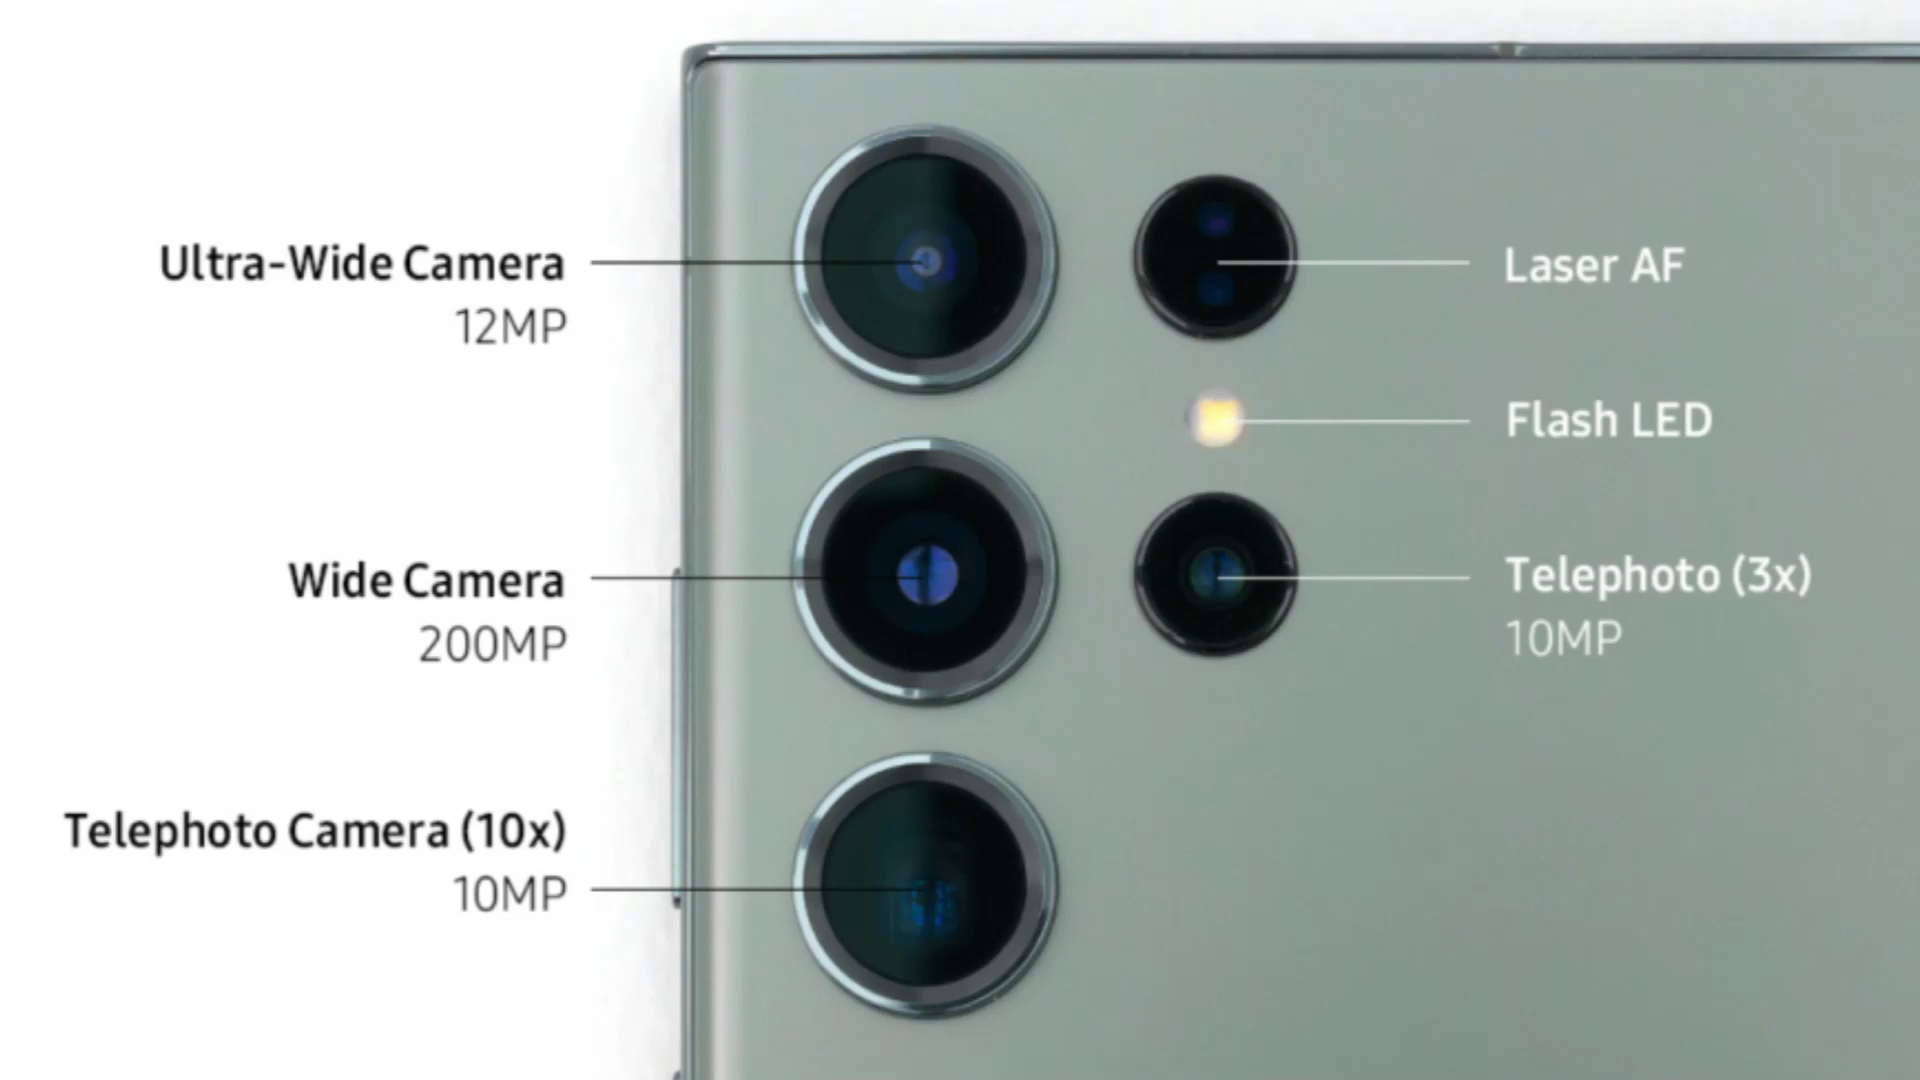 Ultra-Wide Camera
12MP
Wide Camera
200MP
Telephoto Camera (10x)
10MP
Laser AF
Flash LED
Telephoto (3x)
10MP